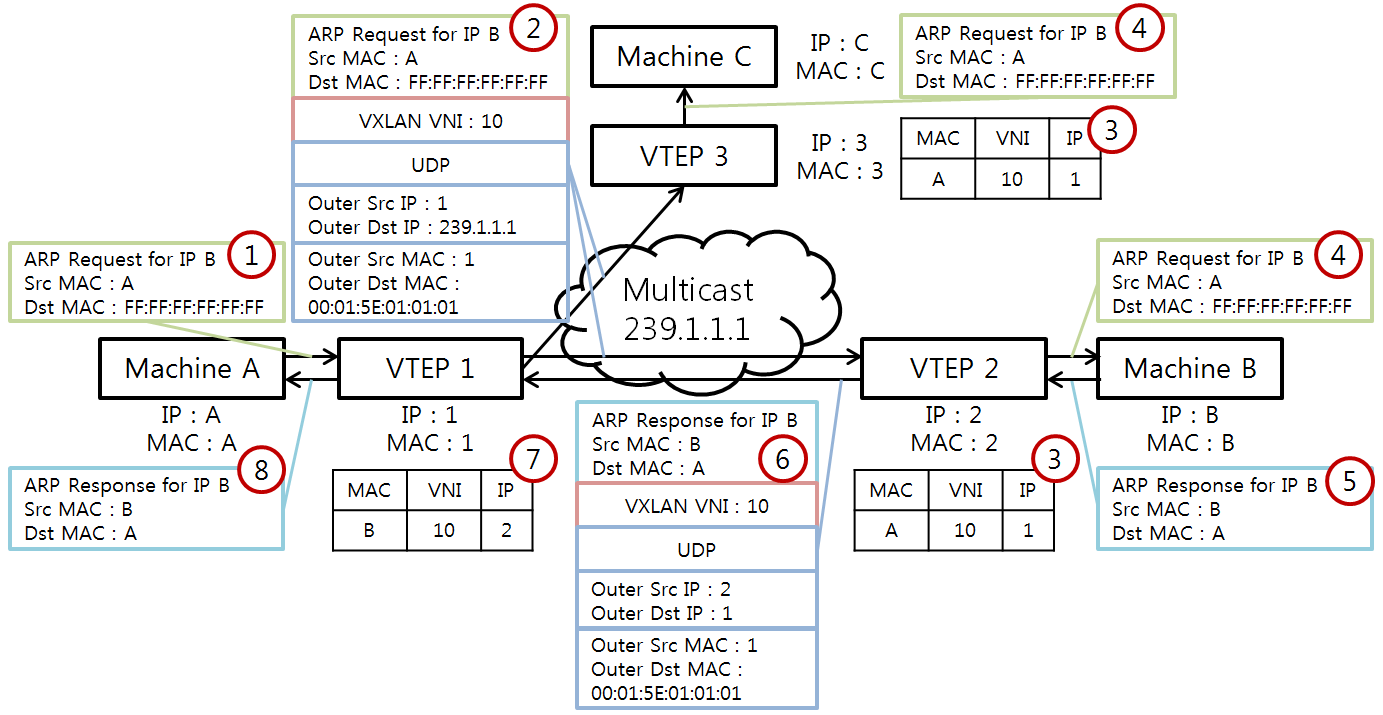 ARP Request for IP B
Src MAC : A
Dst MAC : FF:FF:FF:FF:FF:FF
2
VXLAN VNI : 10
UDP
Outer Src IP : 1
Outer Dst IP : 239.1.1.1
Outer Src MAC : 1
Outer Dst MAC :
00:01:5E:01:01:01
Machine C
IP : C
MAC : C
ARP Request for IP B
Src MAC : A
Dst MAC : FF:FF:FF:FF:FF:FF
4
VTEP 3
IP : 3
MAC : 3
MAC VNI IP
A 10 1
3
ARP Request for IP B
Src MAC : A
Dst MAC : FF:FF:FF:FF:FF:FF
1
Multicast
239.1.1.1
ARP Request for IP B
Src MAC : A
Dst MAC : FF:FF:FF:FF:FF:FF
4
Machine A
IP : A
MAC : A
VTEP 1
IP : 1
MAC : 1
VTEP 2
IP : 2
MAC : 2
Machine B
IP : B
MAC : B
ARP Response for IP B
Src MAC : B
Dst MAC : A
8
MAC VNI IP
B 10 2
7
ARP Response for IP B
Src MAC : B
Dst MAC : A
6
VXLAN VNI : 10
UDP
Outer Src IP : 2
Outer Dst IP : 1
Outer Src MAC : 1
Outer Dst MAC :
00:01:5E:01:01:01
MAC VNI IP
A 10 1
3
ARP Response for IP B
Src MAC : B
Dst MAC : A
5